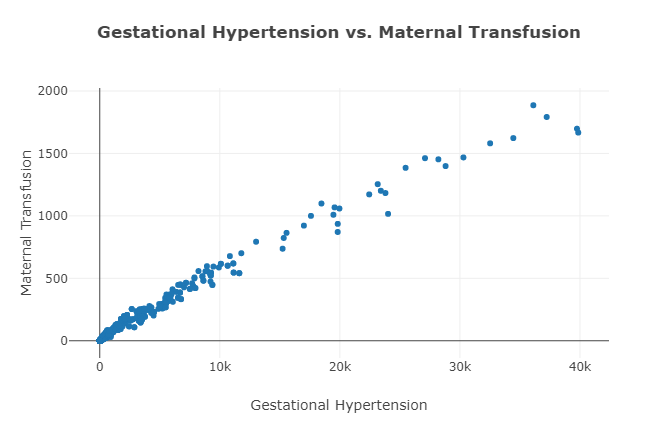 Gestational Hypertension vs. Maternal Transfusion
2000
1500
1000
500
0
Maternal Transfusion
0
10k
20k
30k
40k
Gestational Hypertension